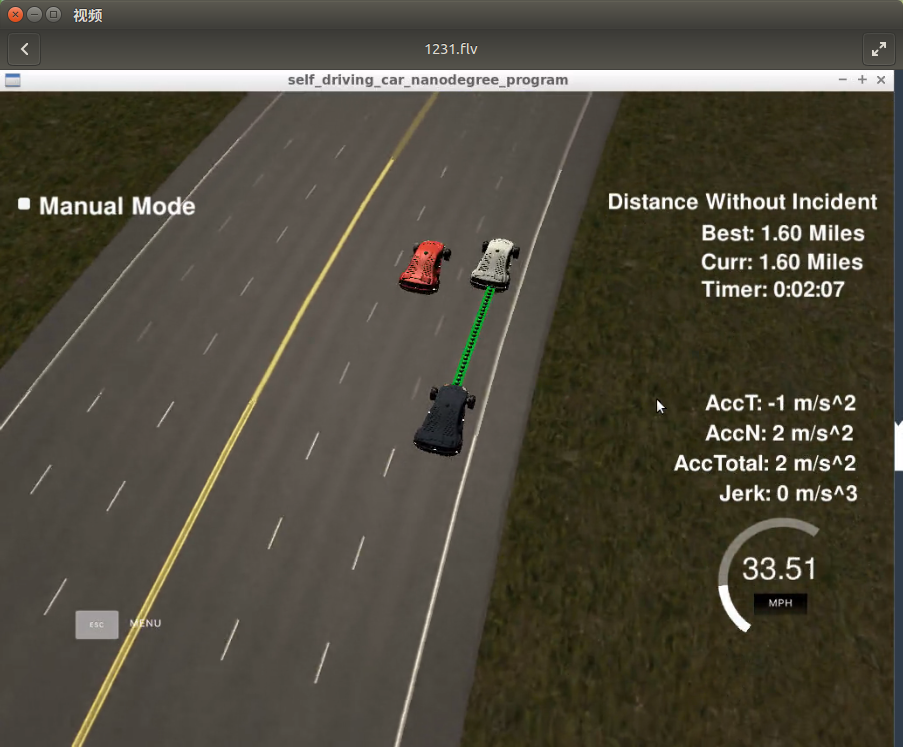 视频
1231.flv
self_driving_car_nanodegree_program
Manual Mode
Distance Without Incident
Best: 1.60 Miles
Curr: 1.60 Miles
Timer: 0:02:07
AccT: -1 m/s^2
AccN: 2 m/s^2
AccTotal: 2 m/s^2
Jerk: 0 m/s^3
33.51
MPH
ESC MENU